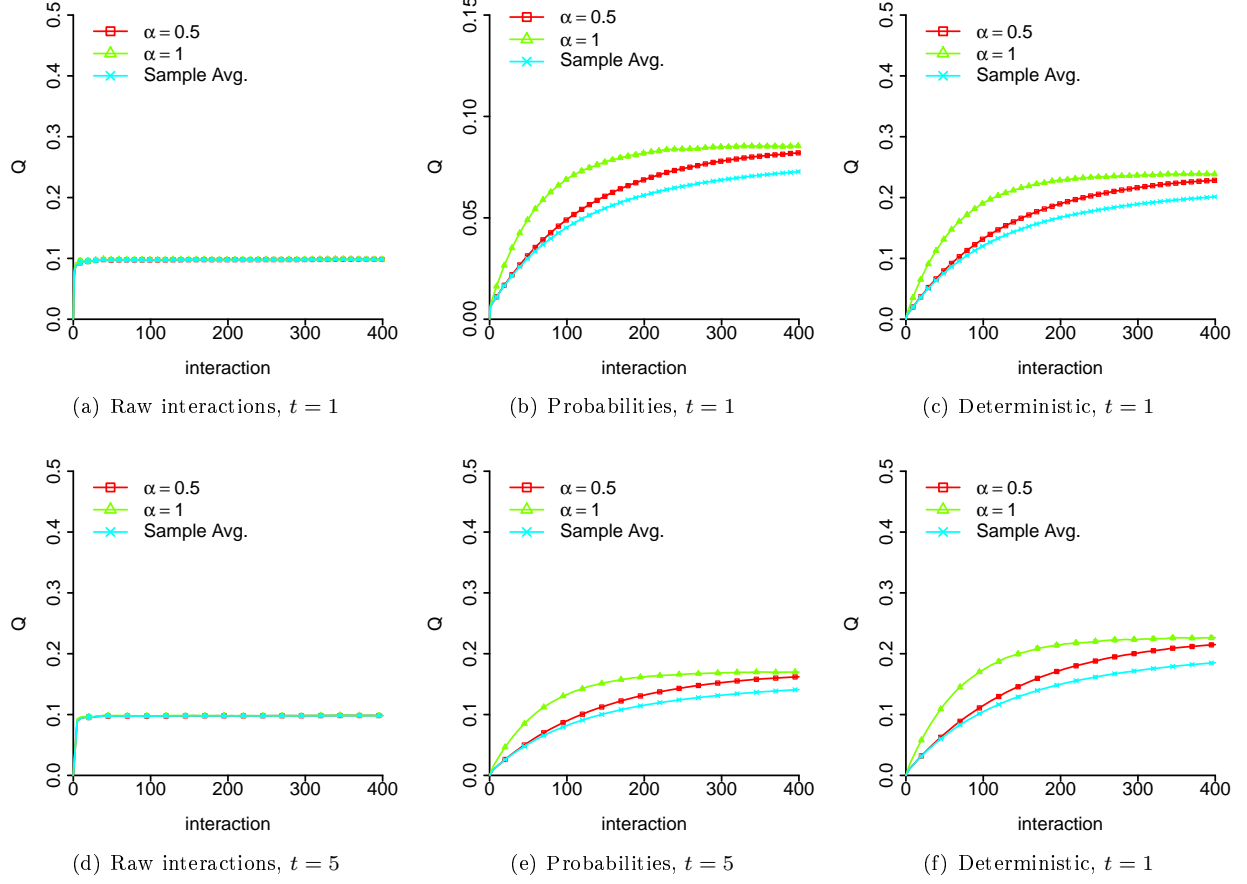 0.0 0.1 0.2 0.3 0.4 0.5
Q
α = 0.5
α = 1
Sample Avg.
0 100 200 300 400
interaction
(a) Raw interactions, t = 1
0.00 0.05 0.10 0.15
Q
α = 0.5
α = 1
Sample Avg.
0 100 200 300 400
interaction
(b) Probabilities, t = 1
0.0 0.1 0.2 0.3 0.4 0.5
Q
α = 0.5
α = 1
Sample Avg.
0 100 200 300 400
interaction
(c) Deterministic, t = 1
0.0 0.1 0.2 0.3 0.4 0.5
Q
α = 0.5
α = 1
Sample Avg.
0 100 200 300 400
interaction
(d) Raw interactions, t = 5
0.0 0.1 0.2 0.3 0.4 0.5
Q
α = 0.5
α = 1
Sample Avg.
0 100 200 300 400
interaction
(e) Probabilities, t = 5
0.0 0.1 0.2 0.3 0.4 0.5
Q
α = 0.5
α = 1
Sample Avg.
0 100 200 300 400
interaction
(f) Deterministic, t = 1